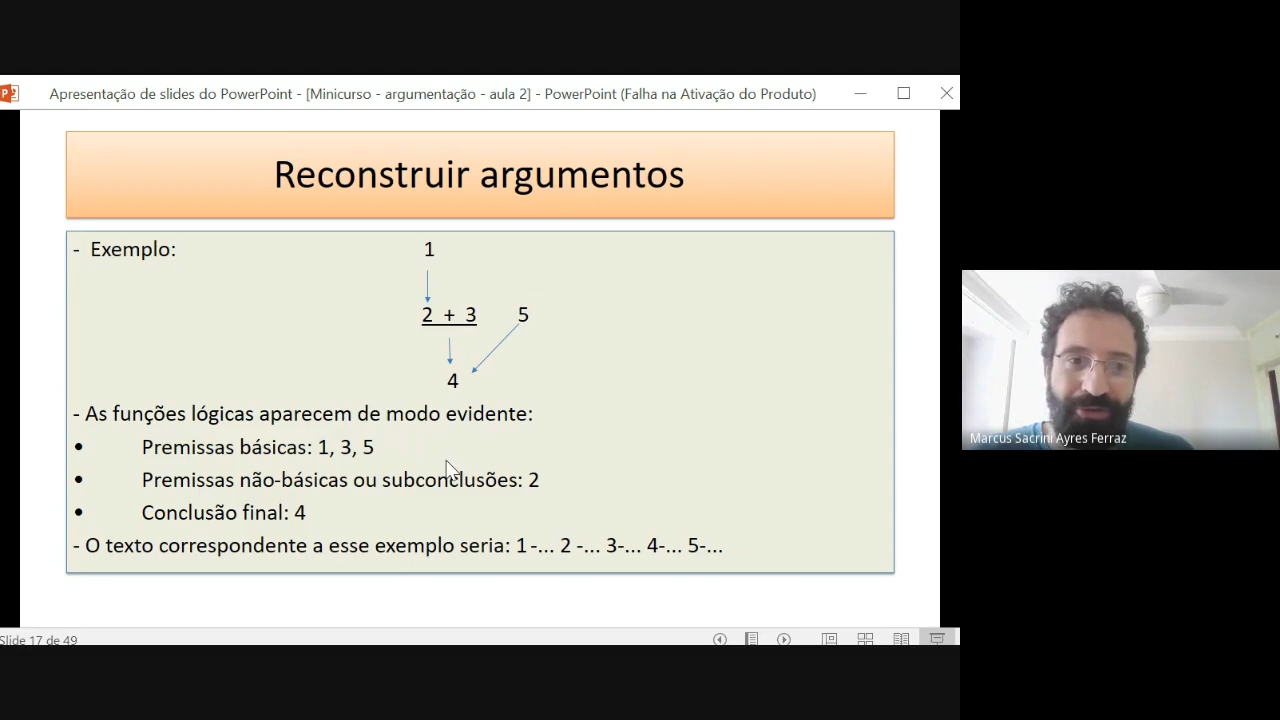 Apresentação de slides do PowerPoint - [Minicurso - argumentação - aula 2] - PowerPoint (Falha na Ativação do Produto)
Reconstruir argumentos
- Exemplo: 1
2 + 3 5
4
- As funções lógicas aparecem de modo evidente:
• Premissas básicas: 1, 3, 5
• Premissas não-básicas ou subconclusões: 2
• Conclusão final: 4
- O texto correspondente a esse exemplo seria: 1 -... 2 -... 3-... 4-... 5-...
Marcus Sacrini Ayres Ferraz
Slide 17 de 49